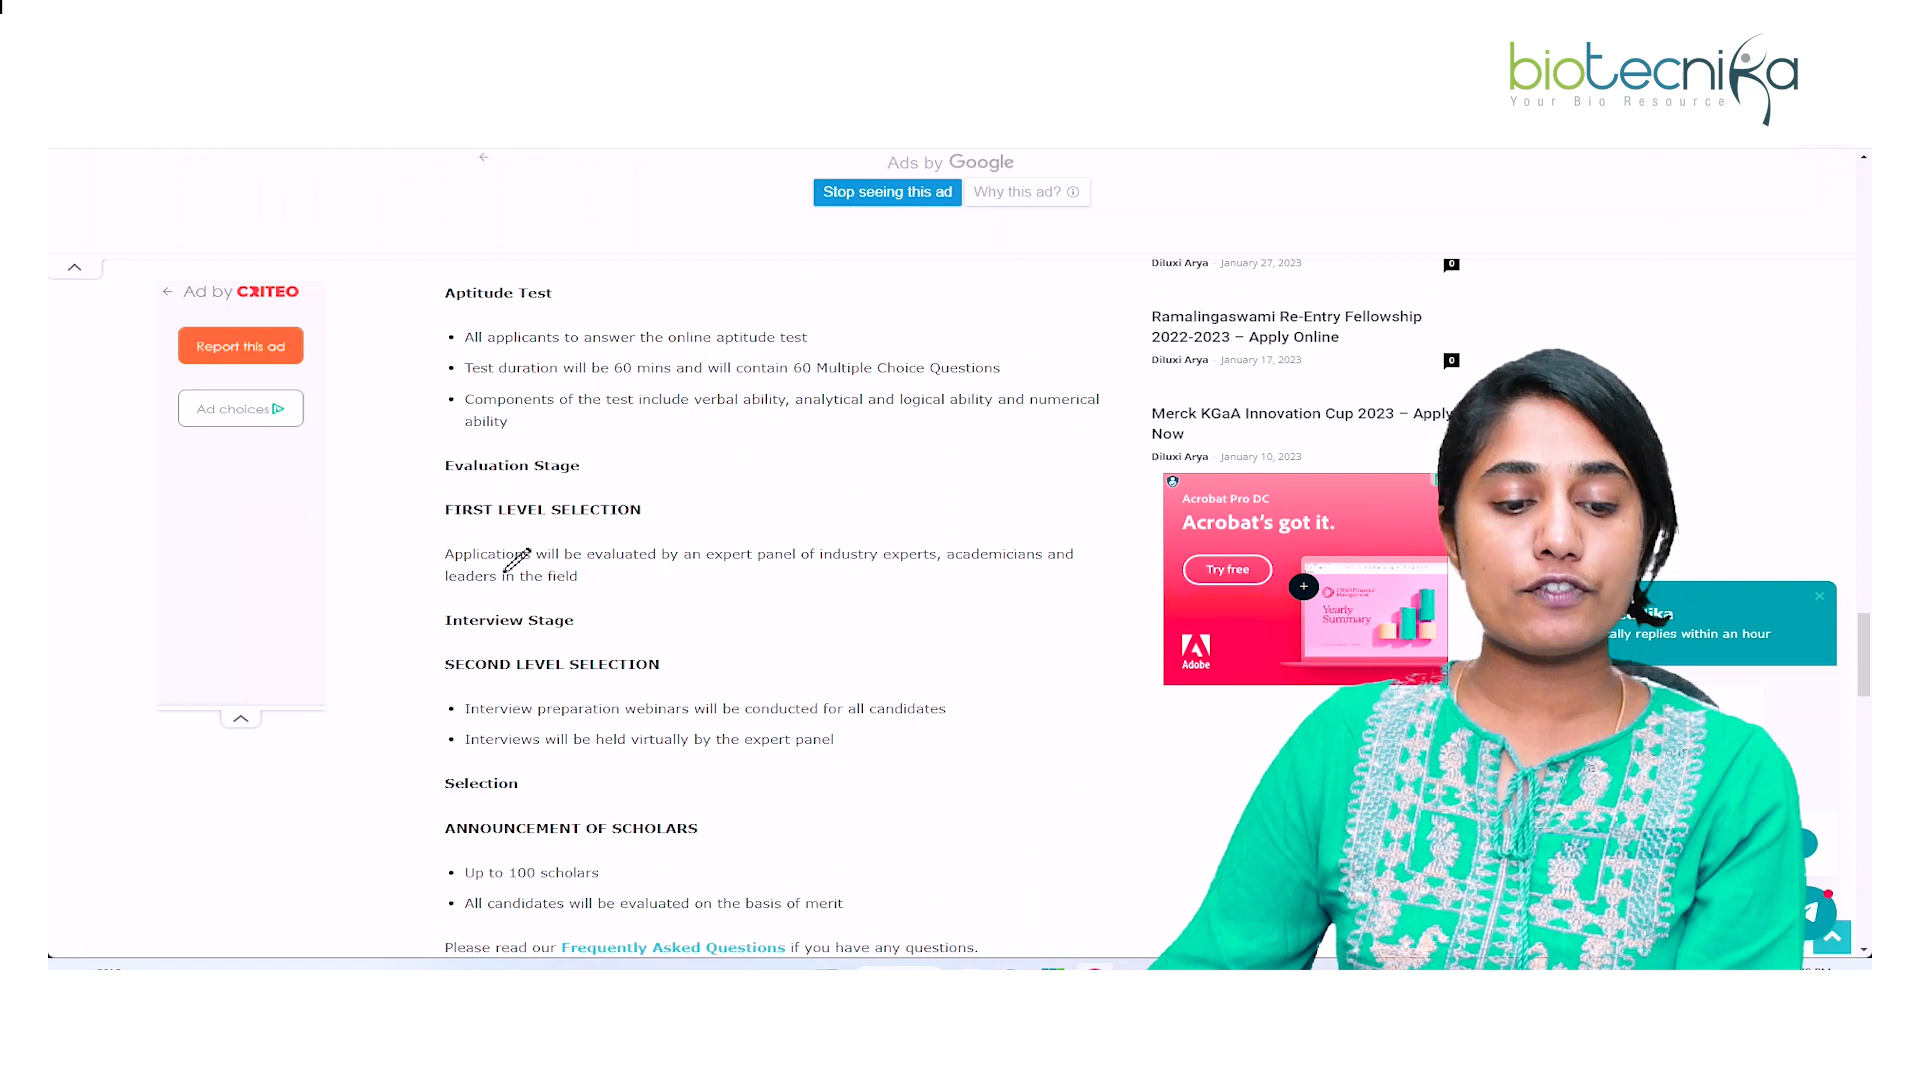 biotecnika
Your Bio Resource
Ads by Google
Stop seeing this ad
Why this ad?
Ad by CRITEO
Report this ad
Ad choices
Aptitude Test
• All applicants to answer the online aptitude test
• Test duration will be 60 mins and will contain 60 Multiple Choice Questions
• Components of the test include verbal ability, analytical and logical ability and numerical
ability
Evaluation Stage
FIRST LEVEL SELECTION
Applications will be evaluated by an expert panel of industry experts, academicians and
leaders in the field
Interview Stage
SECOND LEVEL SELECTION
• Interview preparation webinars will be conducted for all candidates
• Interviews will be held virtually by the expert panel
Selection
ANNOUNCEMENT OF SCHOLARS
• Up to 100 scholars
• All candidates will be evaluated on the basis of merit
Please read our Frequently Asked Questions if you have any questions.
Diluxi Arya - January 27, 2023
0
Ramalingaswami Re-Entry Fellowship
2022-2023 – Apply Online
Diluxi Arya - January 17, 2023
0
Merck KGaA Innovation Cup 2023 – Apply
Now
Diluxi Arya - January 10, 2023
Acrobat Pro DC
Acrobat's got it.
Try free
Yearly
Summary
Adobe
ally replies within an hour